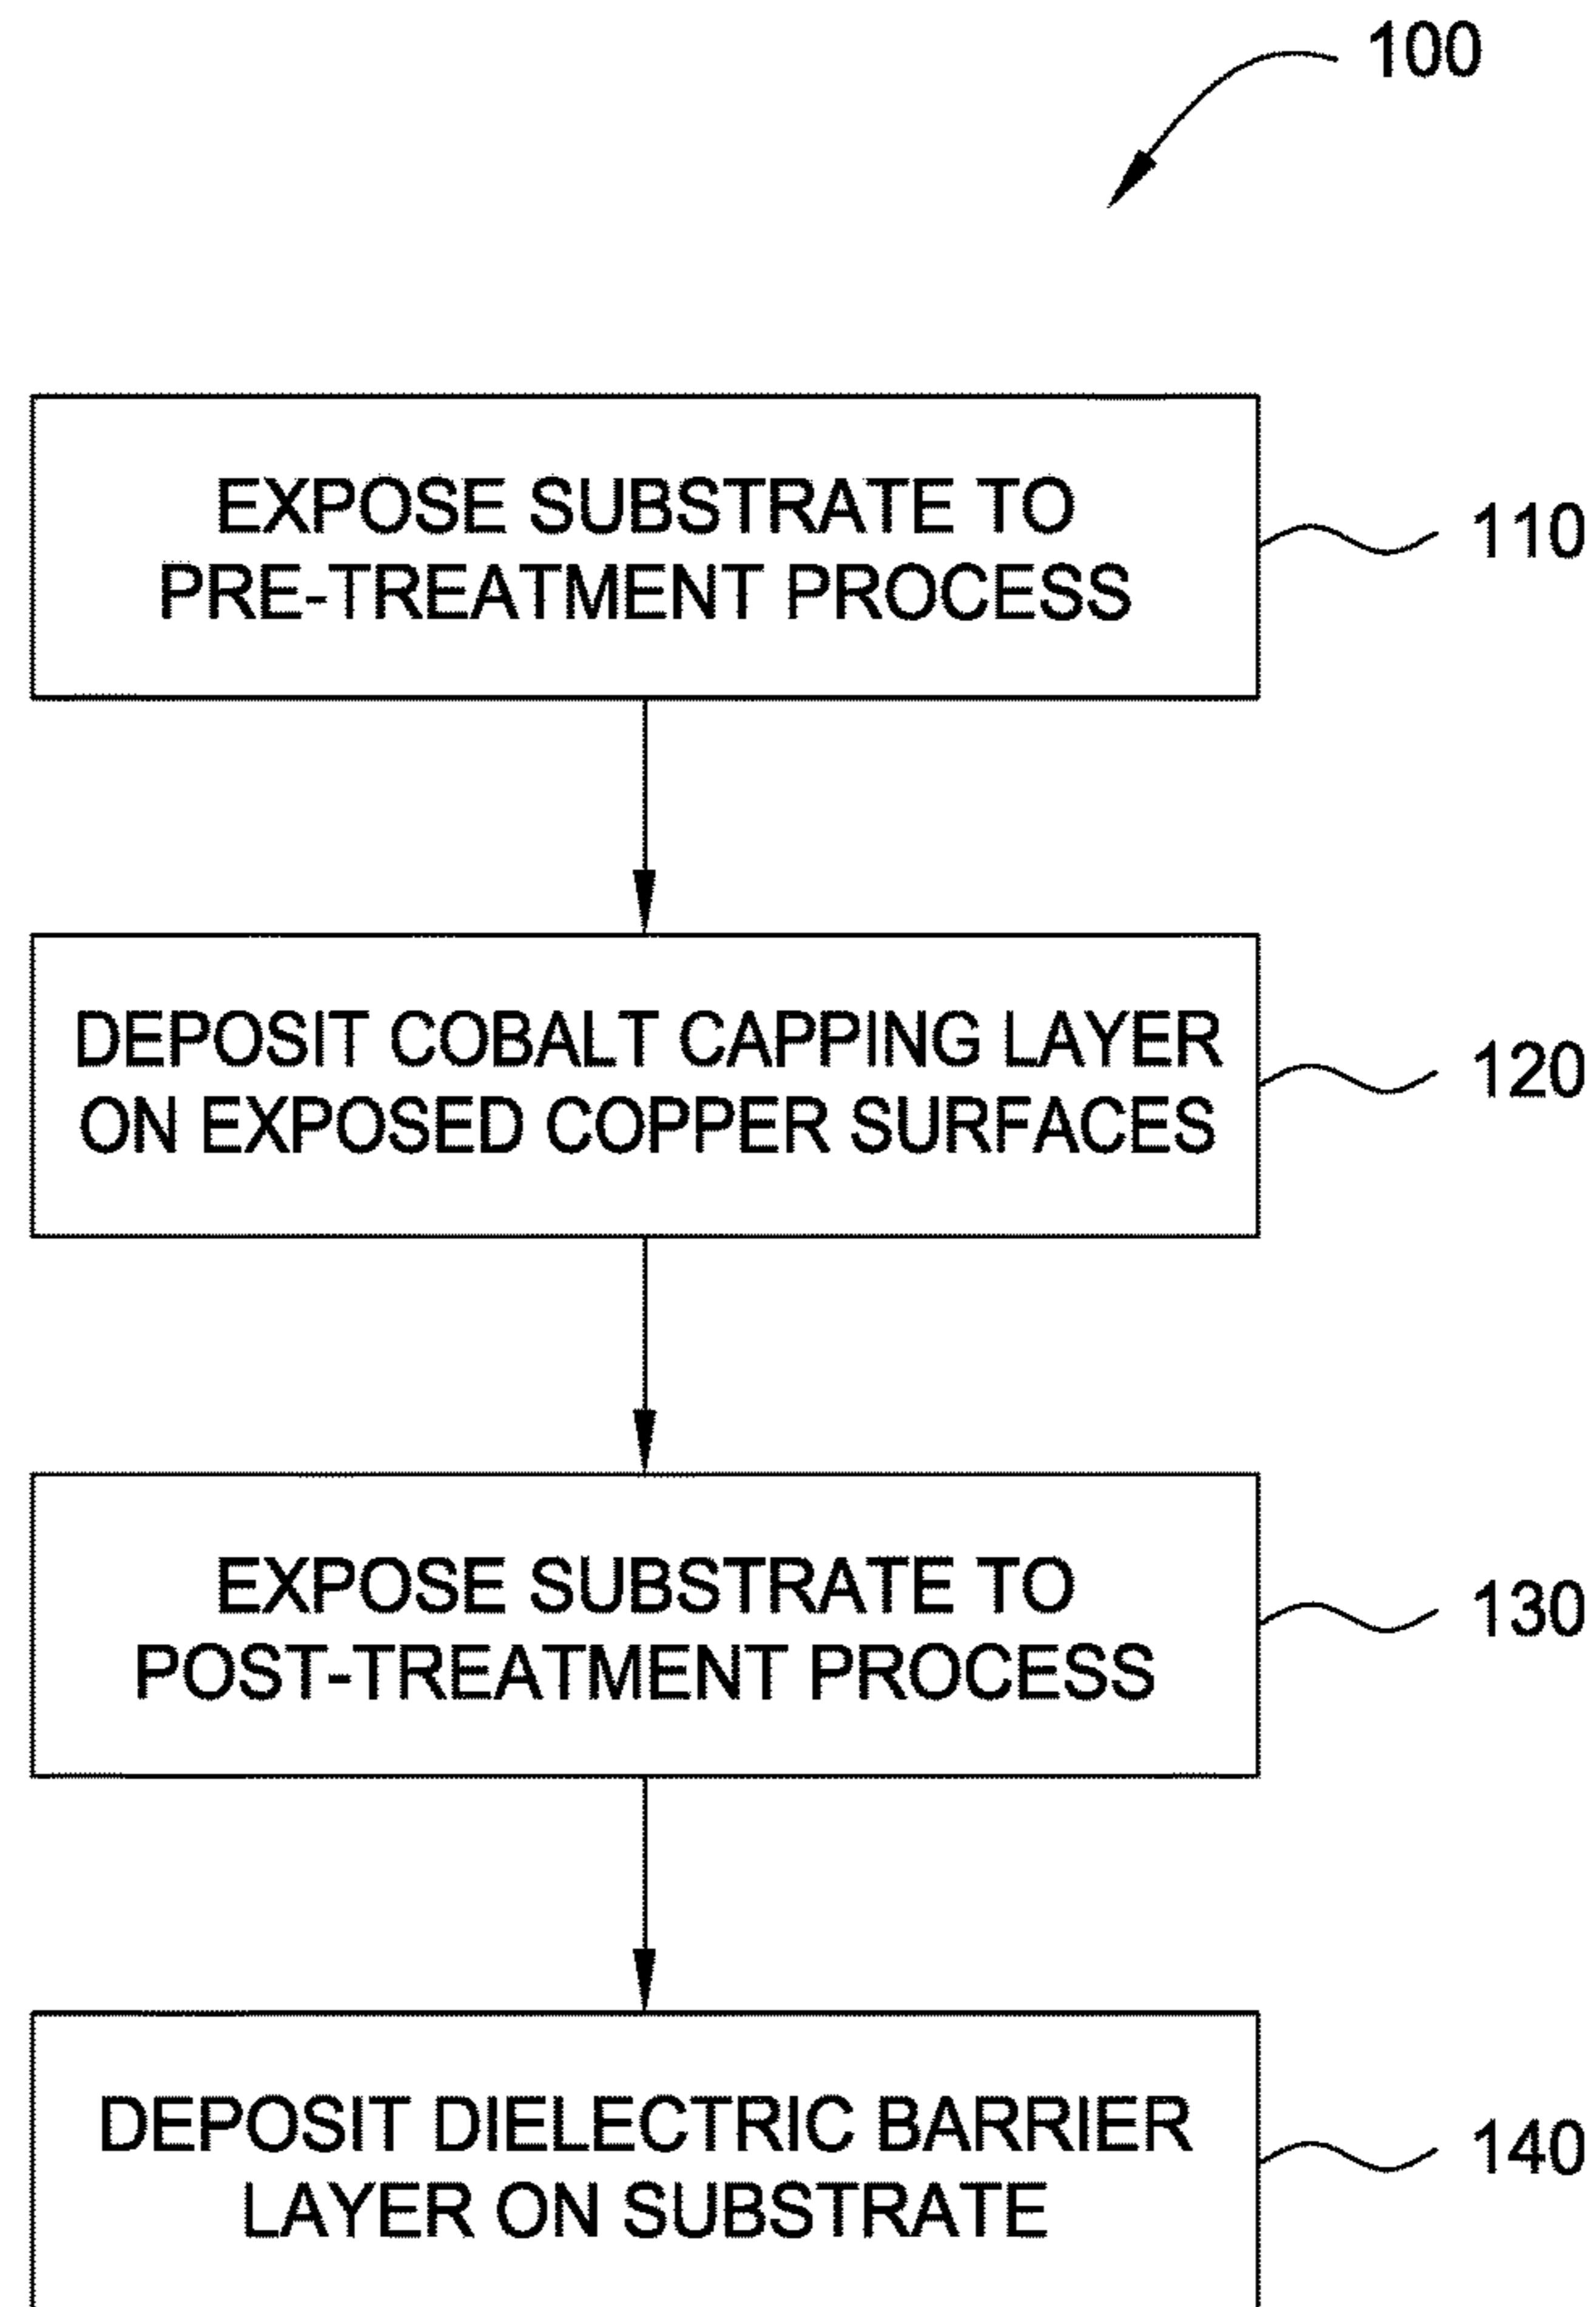 100
EXPOSE SUBSTRATE TO
PRE-TREATMENT PROCESS
110
DEPOSIT COBALT CAPPING LAYER
ON EXPOSED COPPER SURFACES
120
EXPOSE SUBSTRATE TO
POST-TREATMENT PROCESS
130
DEPOSIT DIELECTRIC BARRIER
LAYER ON SUBSTRATE
140